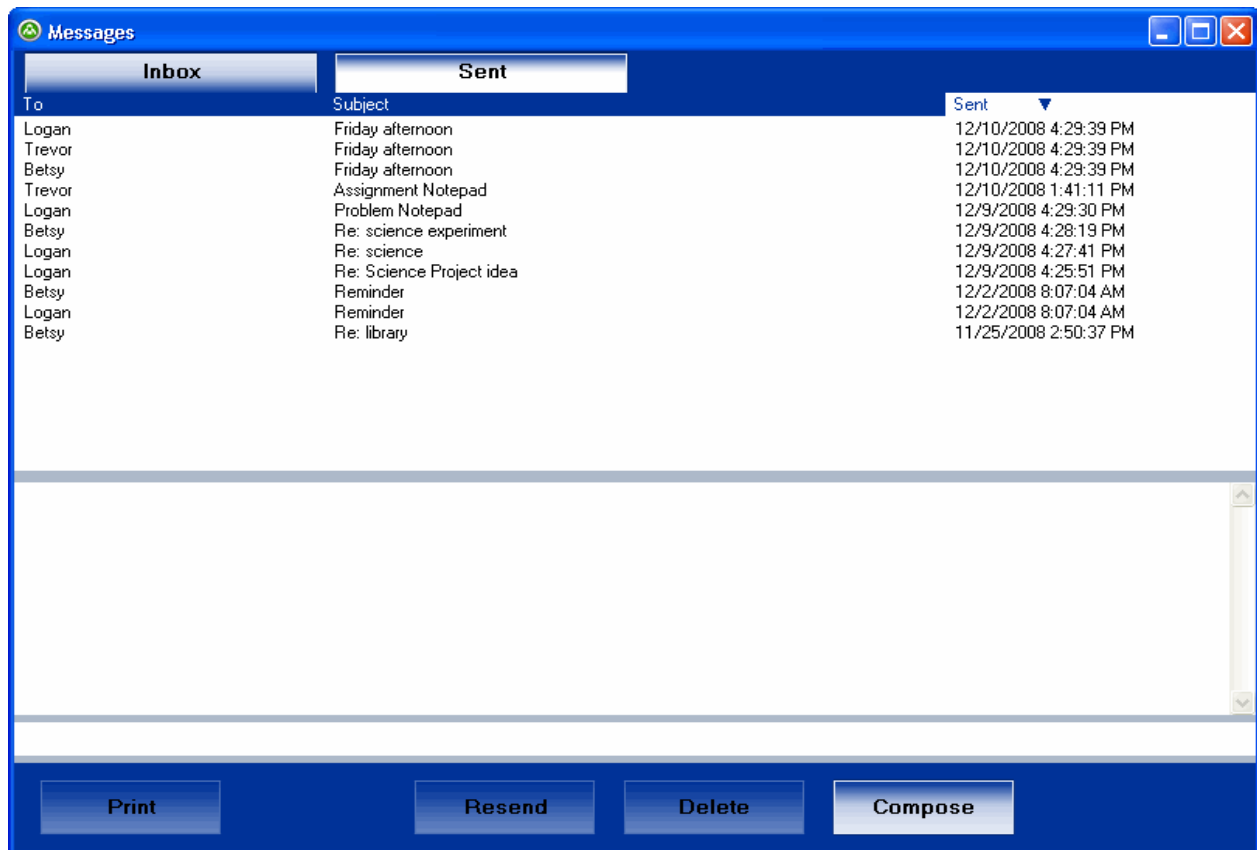 Messages
Inbox Sent
To Subject Sent
Logan Friday afternoon 12/10/2008 4:29:39 PM
Trevor Friday afternoon 12/10/2008 4:29:39 PM
Betsy Friday afternoon 12/10/2008 4:29:39 PM
Trevor Assignment Notepad 12/10/2008 1:41:11 PM
Logan Problem Notepad 12/9/2008 4:29:30 PM
Betsy Re: science experiment 12/9/2008 4:28:19 PM
Logan Re: science 12/9/2008 4:27:41 PM
Logan Re: Science Project idea 12/9/2008 4:25:51 PM
Betsy Reminder 12/2/2008 8:07:04 AM
Logan Reminder 12/2/2008 8:07:04 AM
Betsy Re: library 11/25/2008 2:50:37 PM
Print Resend Delete Compose